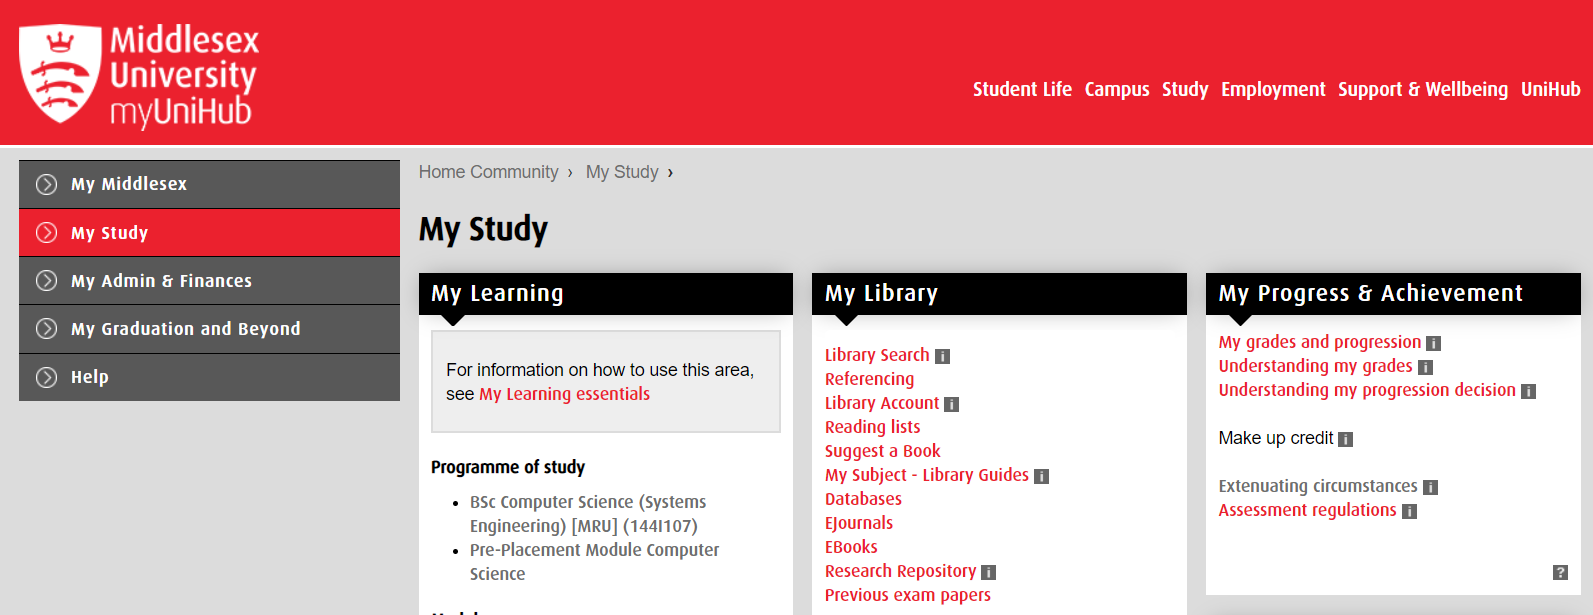 Middlesex
University
myUniHub
Student Life Campus Study Employment Support & Wellbeing UniHub
My Middlesex
My Study
My Admin & Finances
My Graduation and Beyond
Help
Home Community › My Study ›
My Study
My Learning
For information on how to use this area,
see My Learning essentials
Programme of study
• BSc Computer Science (Systems
Engineering) [MRU] (144I107)
• Pre-Placement Module Computer
Science
My Library
Library Search i
Referencing
Library Account i
Reading lists
Suggest a Book
My Subject - Library Guides i
Databases
EJournals
EBooks
Research Repository i
Previous exam papers
My Progress & Achievement
My grades and progression i
Understanding my grades i
Understanding my progression decision i
Make up credit i
Extenuating circumstances i
Assessment regulations i
?